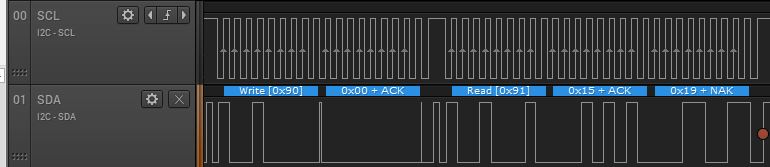 00 SCL
I2C - SCL
Write [0x90] 0x00 + ACK Read [0x91] 0x15 + ACK 0x19 + NAK
01 SDA
I2C - SDA